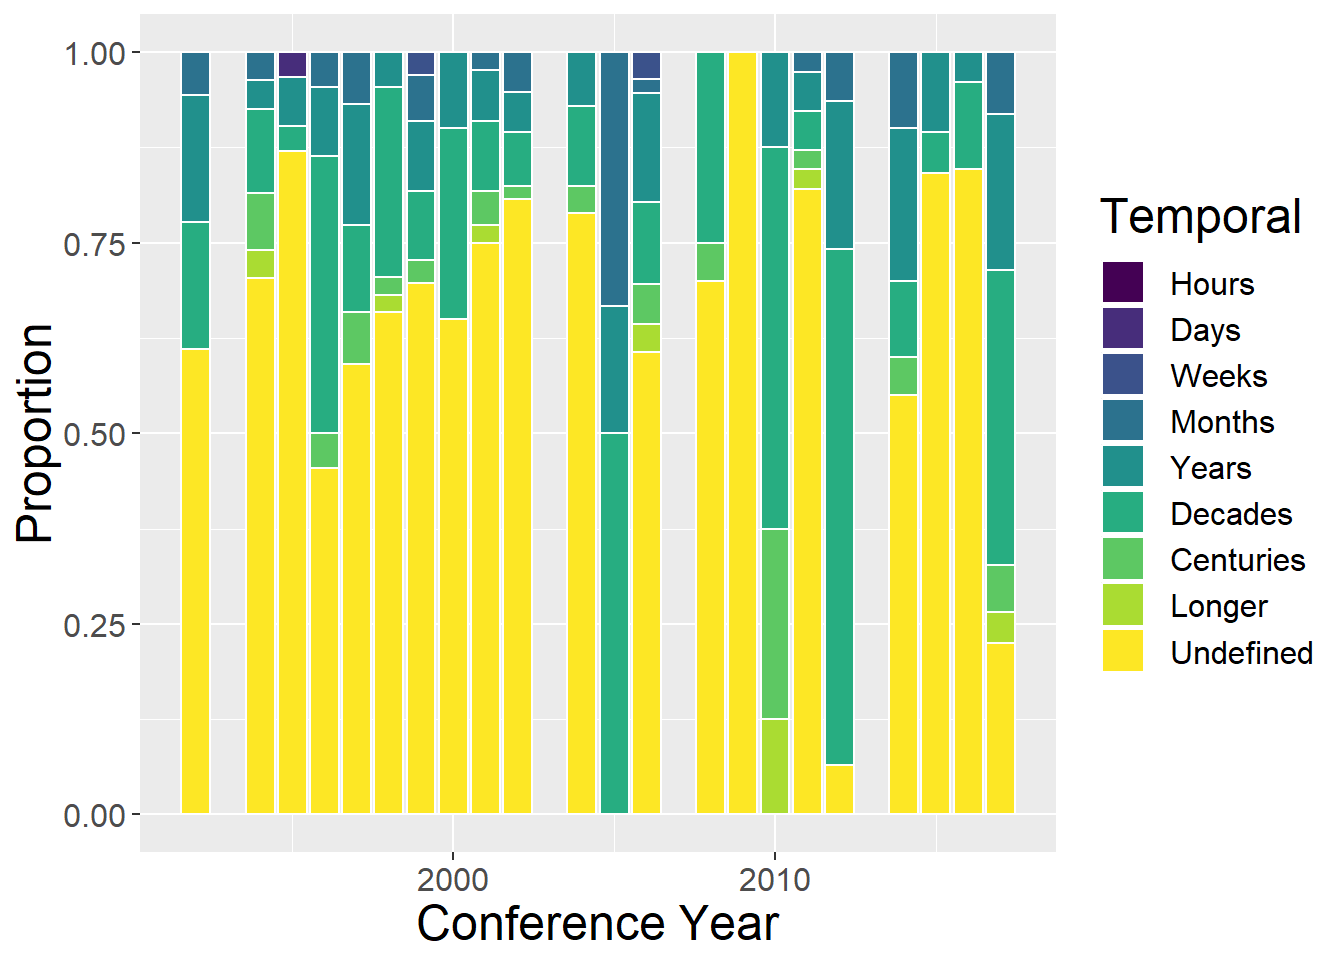 1.00
0.75
0.50
0.25
0.00
Proportion
2000
2010
Conference Year
Temporal
Hours
Days
Weeks
Months
Years
Decades
Centuries
Longer
Undefined